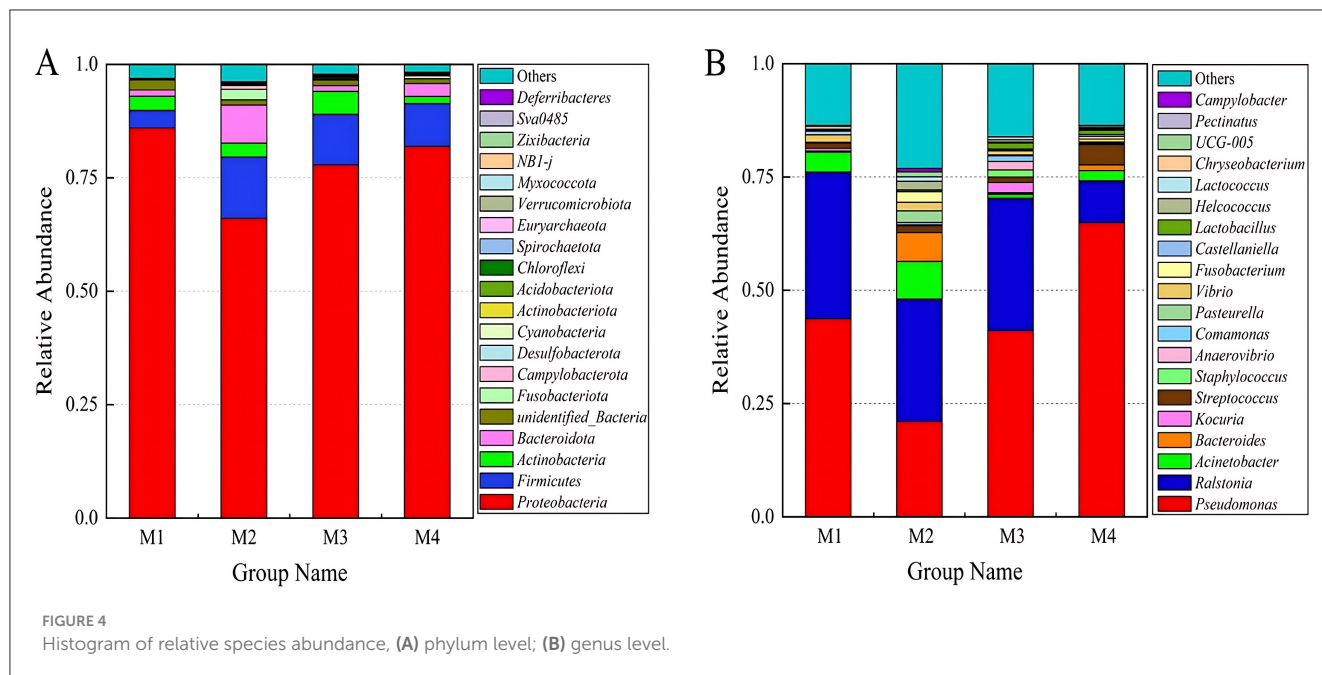 A
1.0
0.75
0.50
0.25
0.0
Relative Abundance
M1 M2 M3 M4
Group Name
Others
Deferribacteres
Sva0485
Zixibacteria
NB1-j
Myxococcota
Verrucomicrobiota
Euryarchaeota
Spirochaetota
Chloroflexi
Acidobacteriota
Actinobacteriota
Cyanobacteria
Desulfobacterota
Campylobacterota
Fusobacteriota
unidentified_Bacteria
Bacteroidota
Actinobacteria
Firmicutes
Proteobacteria
B
1.0
0.75
0.50
0.25
0.0
Relative Abundance
M1 M2 M3 M4
Group Name
Others
Campylobacter
Pectinatus
UCG-005
Chryseobacterium
Lactococcus
Helcococcus
Lactobacillus
Castellaniella
Fusobacterium
Vibrio
Pasteurella
Comamonas
Anaerovibrio
Staphylococcus
Streptococcus
Kocuria
Bacteroides
Acinetobacter
Ralstonia
Pseudomonas
FIGURE 4
Histogram of relative species abundance, (A) phylum level; (B) genus level.